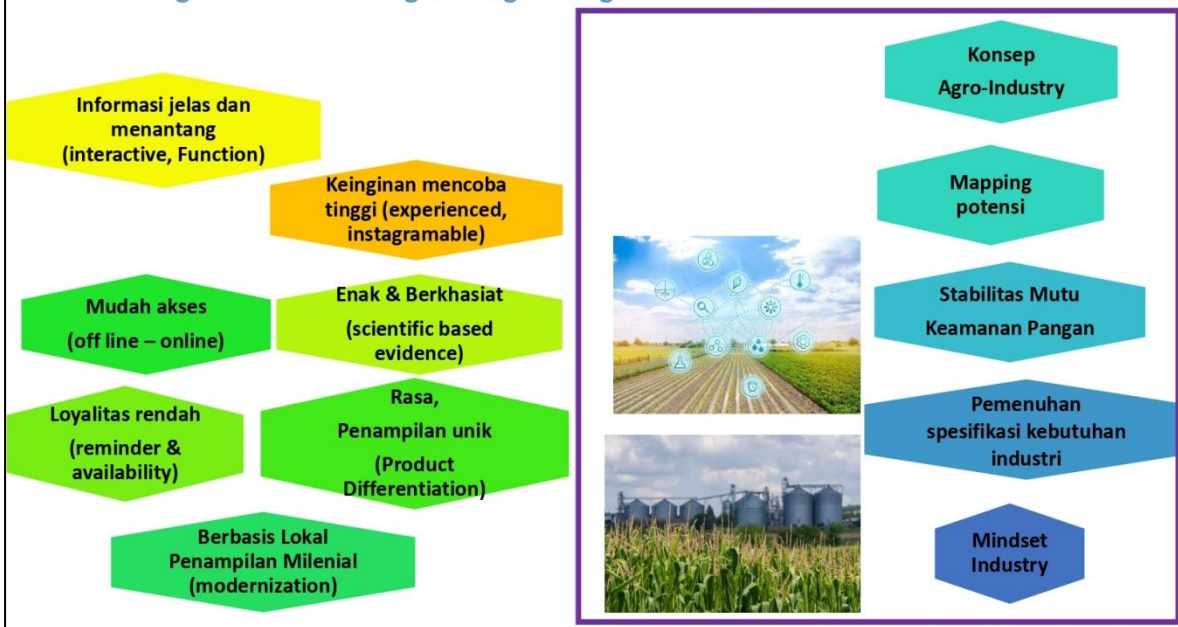 Informasi jelas dan
menantang
(interactive, Function)
Keinginan mencoba
tinggi (experienced,
instagramable)
Mudah akses
(off line – online)
Enak & Berkhasiat
(scientific based
evidence)
Loyalitas rendah
(reminder &
availability)
Rasa,
Penampilan unik
(Product
Differentiation)
Berbasis Lokal
Penampilan Milenial
(modernization)
Konsep
Agro-Industry
Mapping
potensi
Stabilitas Mutu
Keamanan Pangan
Pemenuhan
spesifikasi kebutuhan
industri
Mindset
Industry